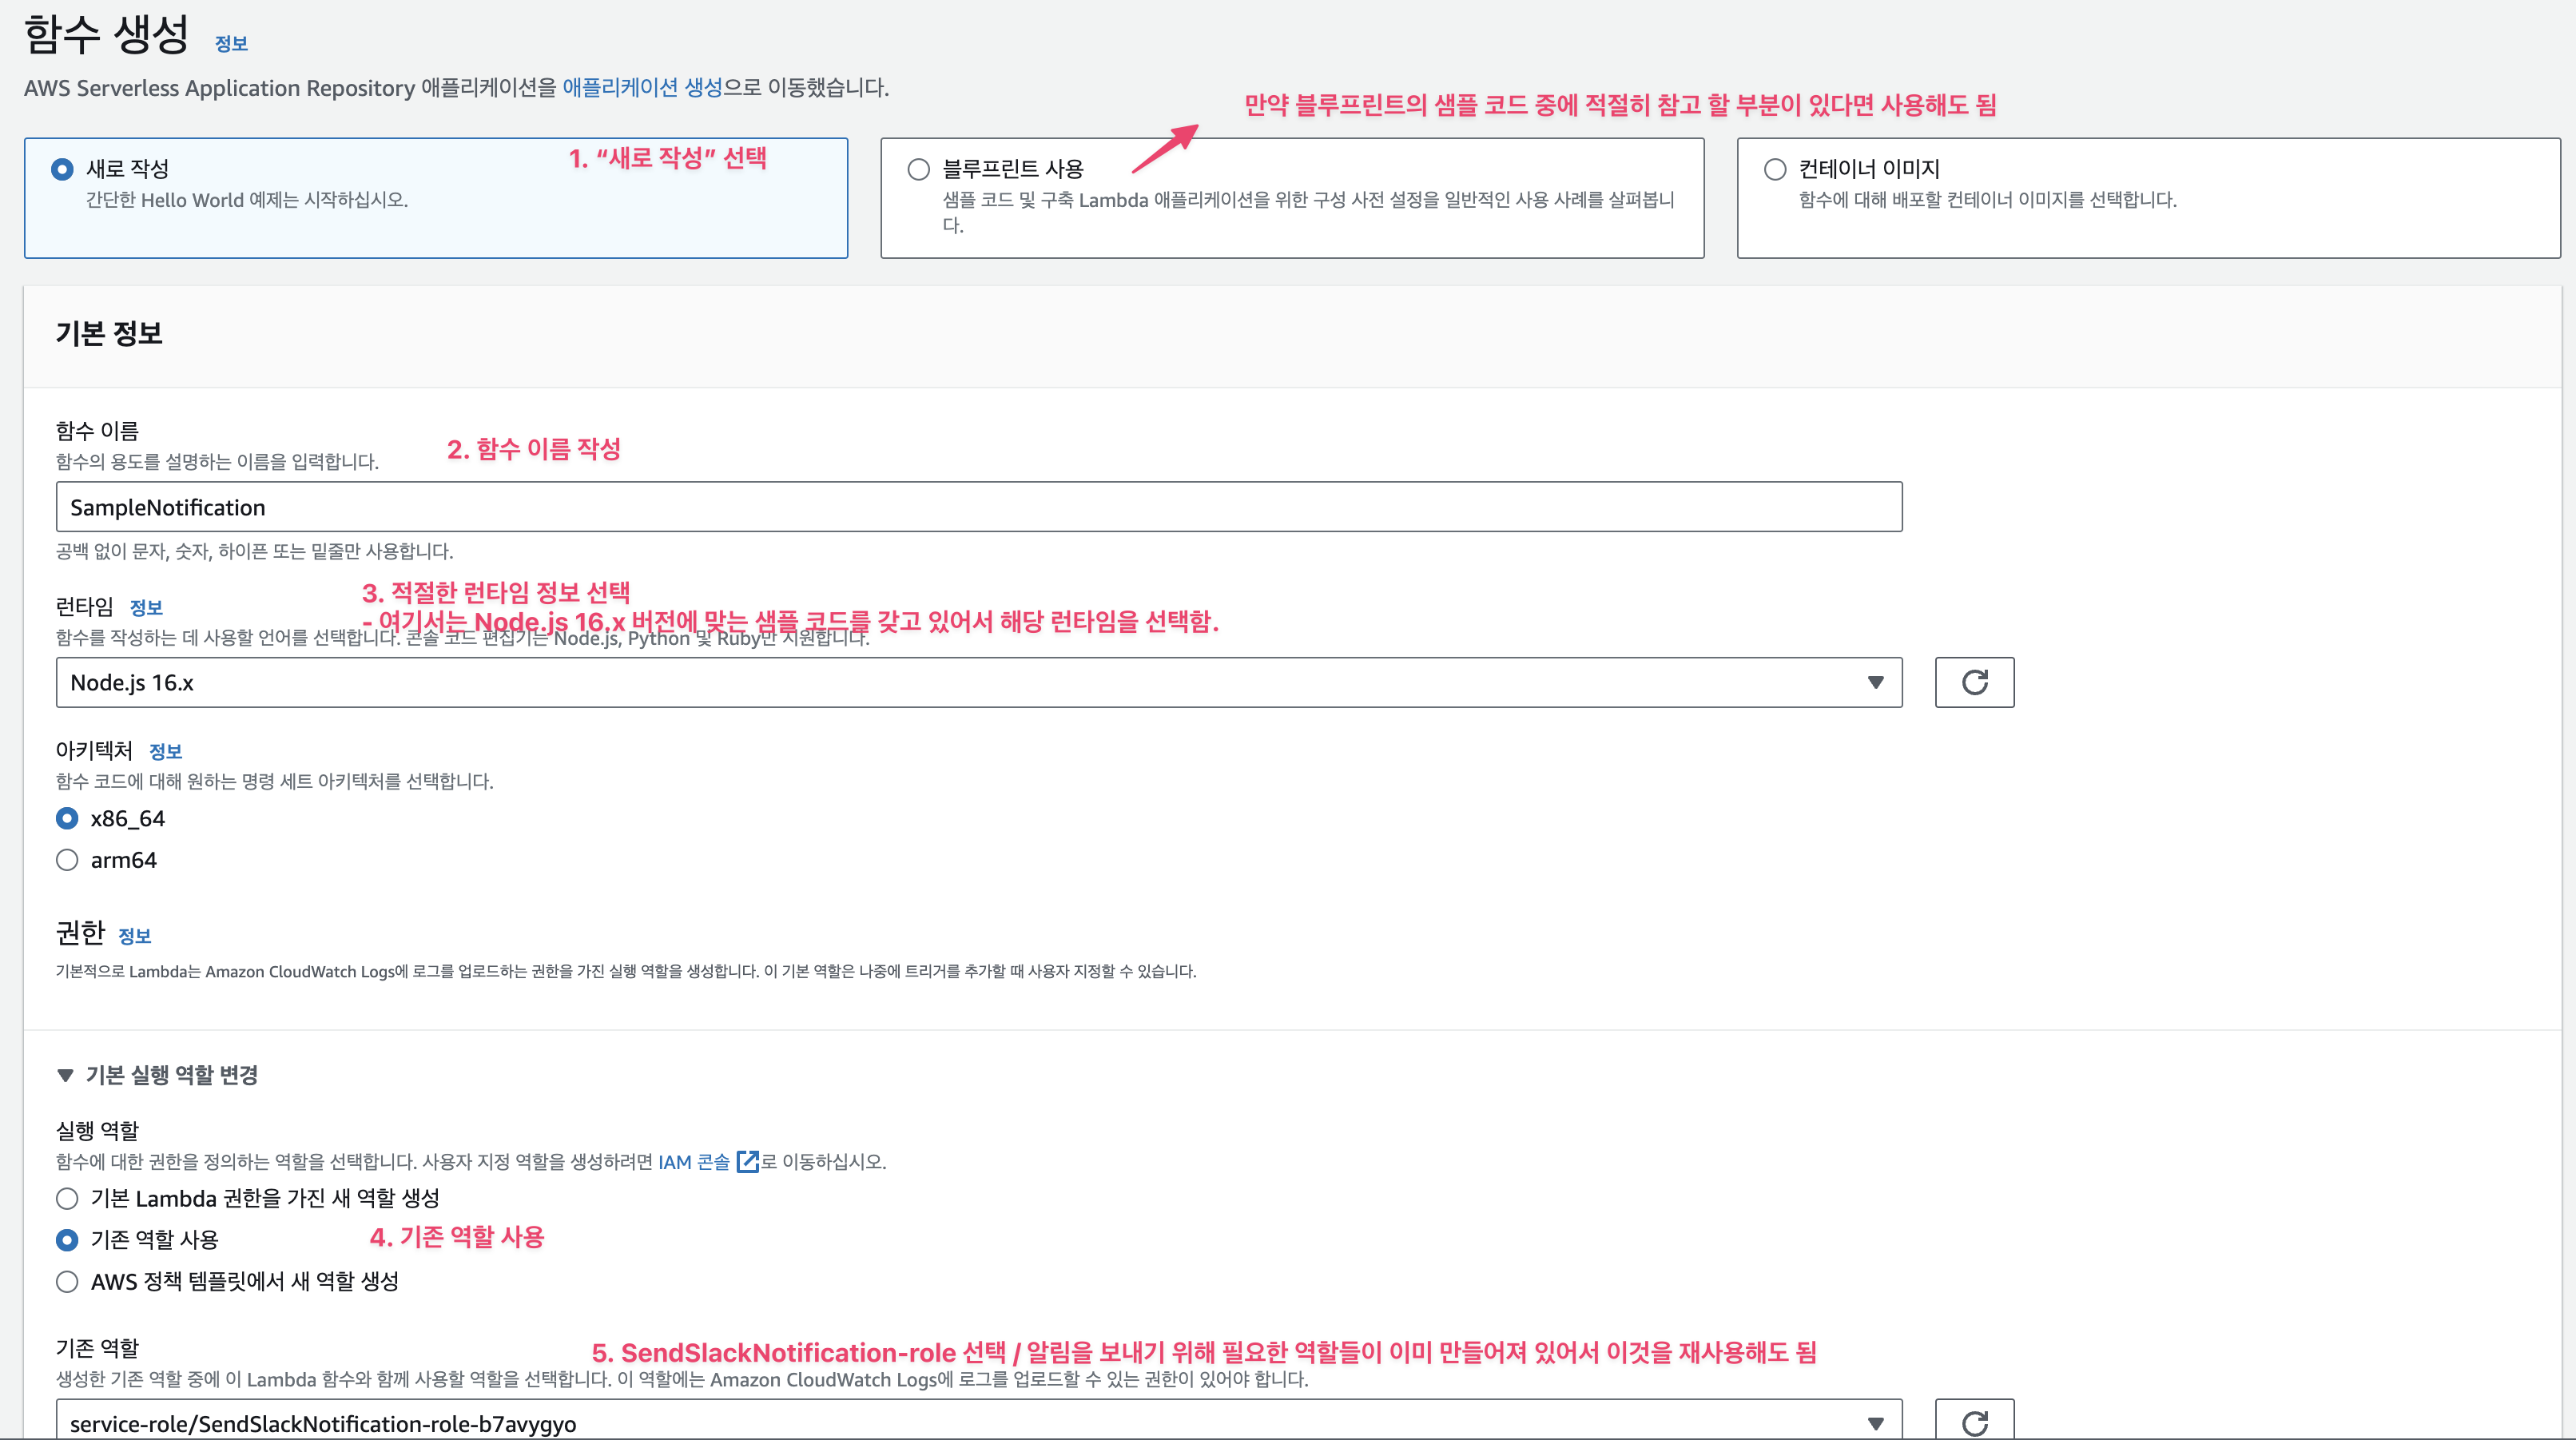 함수 생성 정보
AWS Serverless Application Repository 애플리케이션을 애플리케이션 생성으로 이동했습니다.
만약 블루프린트의 샘플 코드 중에 적절히 참고 할 부분이 있다면 사용해도 됨
새로 작성
간단한 Hello World 예제는 시작하십시오.
1. “새로 작성” 선택
블루프린트 사용
샘플 코드 및 구축 Lambda 애플리케이션을 위한 구성 사전 설정을 일반적인 사용 사례를 살펴봅니
다.
컨테이너 이미지
함수에 대해 배포할 컨테이너 이미지를 선택합니다.
기본 정보
함수 이름
함수의 용도를 설명하는 이름을 입력합니다.
2. 함수 이름 작성
SampleNotification
공백 없이 문자, 숫자, 하이픈 또는 밑줄만 사용합니다.
런타임 정보
3. 적절한 런타임 정보 선택
- 여기서는 Node.js 16.x 버전에 맞는 샘플 코드를 갖고 있어서 해당 런타임을 선택함.
함수를 작성하는 데 사용할 언어를 선택합니다. 콘솔 코드 편집기는 Node.js, Python 및 Ruby만 지원합니다.
Node.js 16.x
아키텍처 정보
함수 코드에 대해 원하는 명령 세트 아키텍처를 선택합니다.
x86_64
arm64
권한 정보
기본적으로 Lambda는 Amazon CloudWatch Logs에 로그를 업로드하는 권한을 가진 실행 역할을 생성합니다. 이 기본 역할은 나중에 트리거를 추가할 때 사용자 지정할 수 있습니다.
기본 실행 역할 변경
실행 역할
함수에 대한 권한을 정의하는 역할을 선택합니다. 사용자 지정 역할을 생성하려면 IAM 콘솔로 이동하십시오.
기본 Lambda 권한을 가진 새 역할 생성
기존 역할 사용
4. 기존 역할 사용
AWS 정책 템플릿에서 새 역할 생성
기존 역할
5. SendSlackNotification-role 선택 / 알림을 보내기 위해 필요한 역할들이 이미 만들어져 있어서 이것을 재사용해도 됨
생성한 기존 역할 중에 이 Lambda 함수와 함께 사용할 역할을 선택합니다. 이 역할에는 Amazon CloudWatch Logs에 로그를 업로드할 수 있는 권한이 있어야 합니다.
service-role/SendSlackNotification-role-b7avygyo